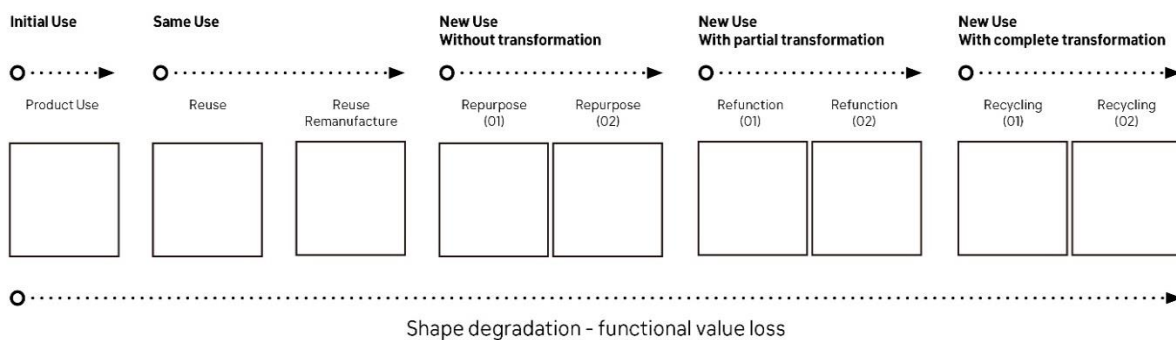 Initial Use
Same Use
New Use
Without transformation
New Use
With partial transformation
New Use
With complete transformation
Product Use
Reuse
Reuse
Remanufacture
Repurpose
(01)
Repurpose
(02)
Refunction
(01)
Refunction
(02)
Recycling
(01)
Recycling
(02)
Shape degradation - functional value loss